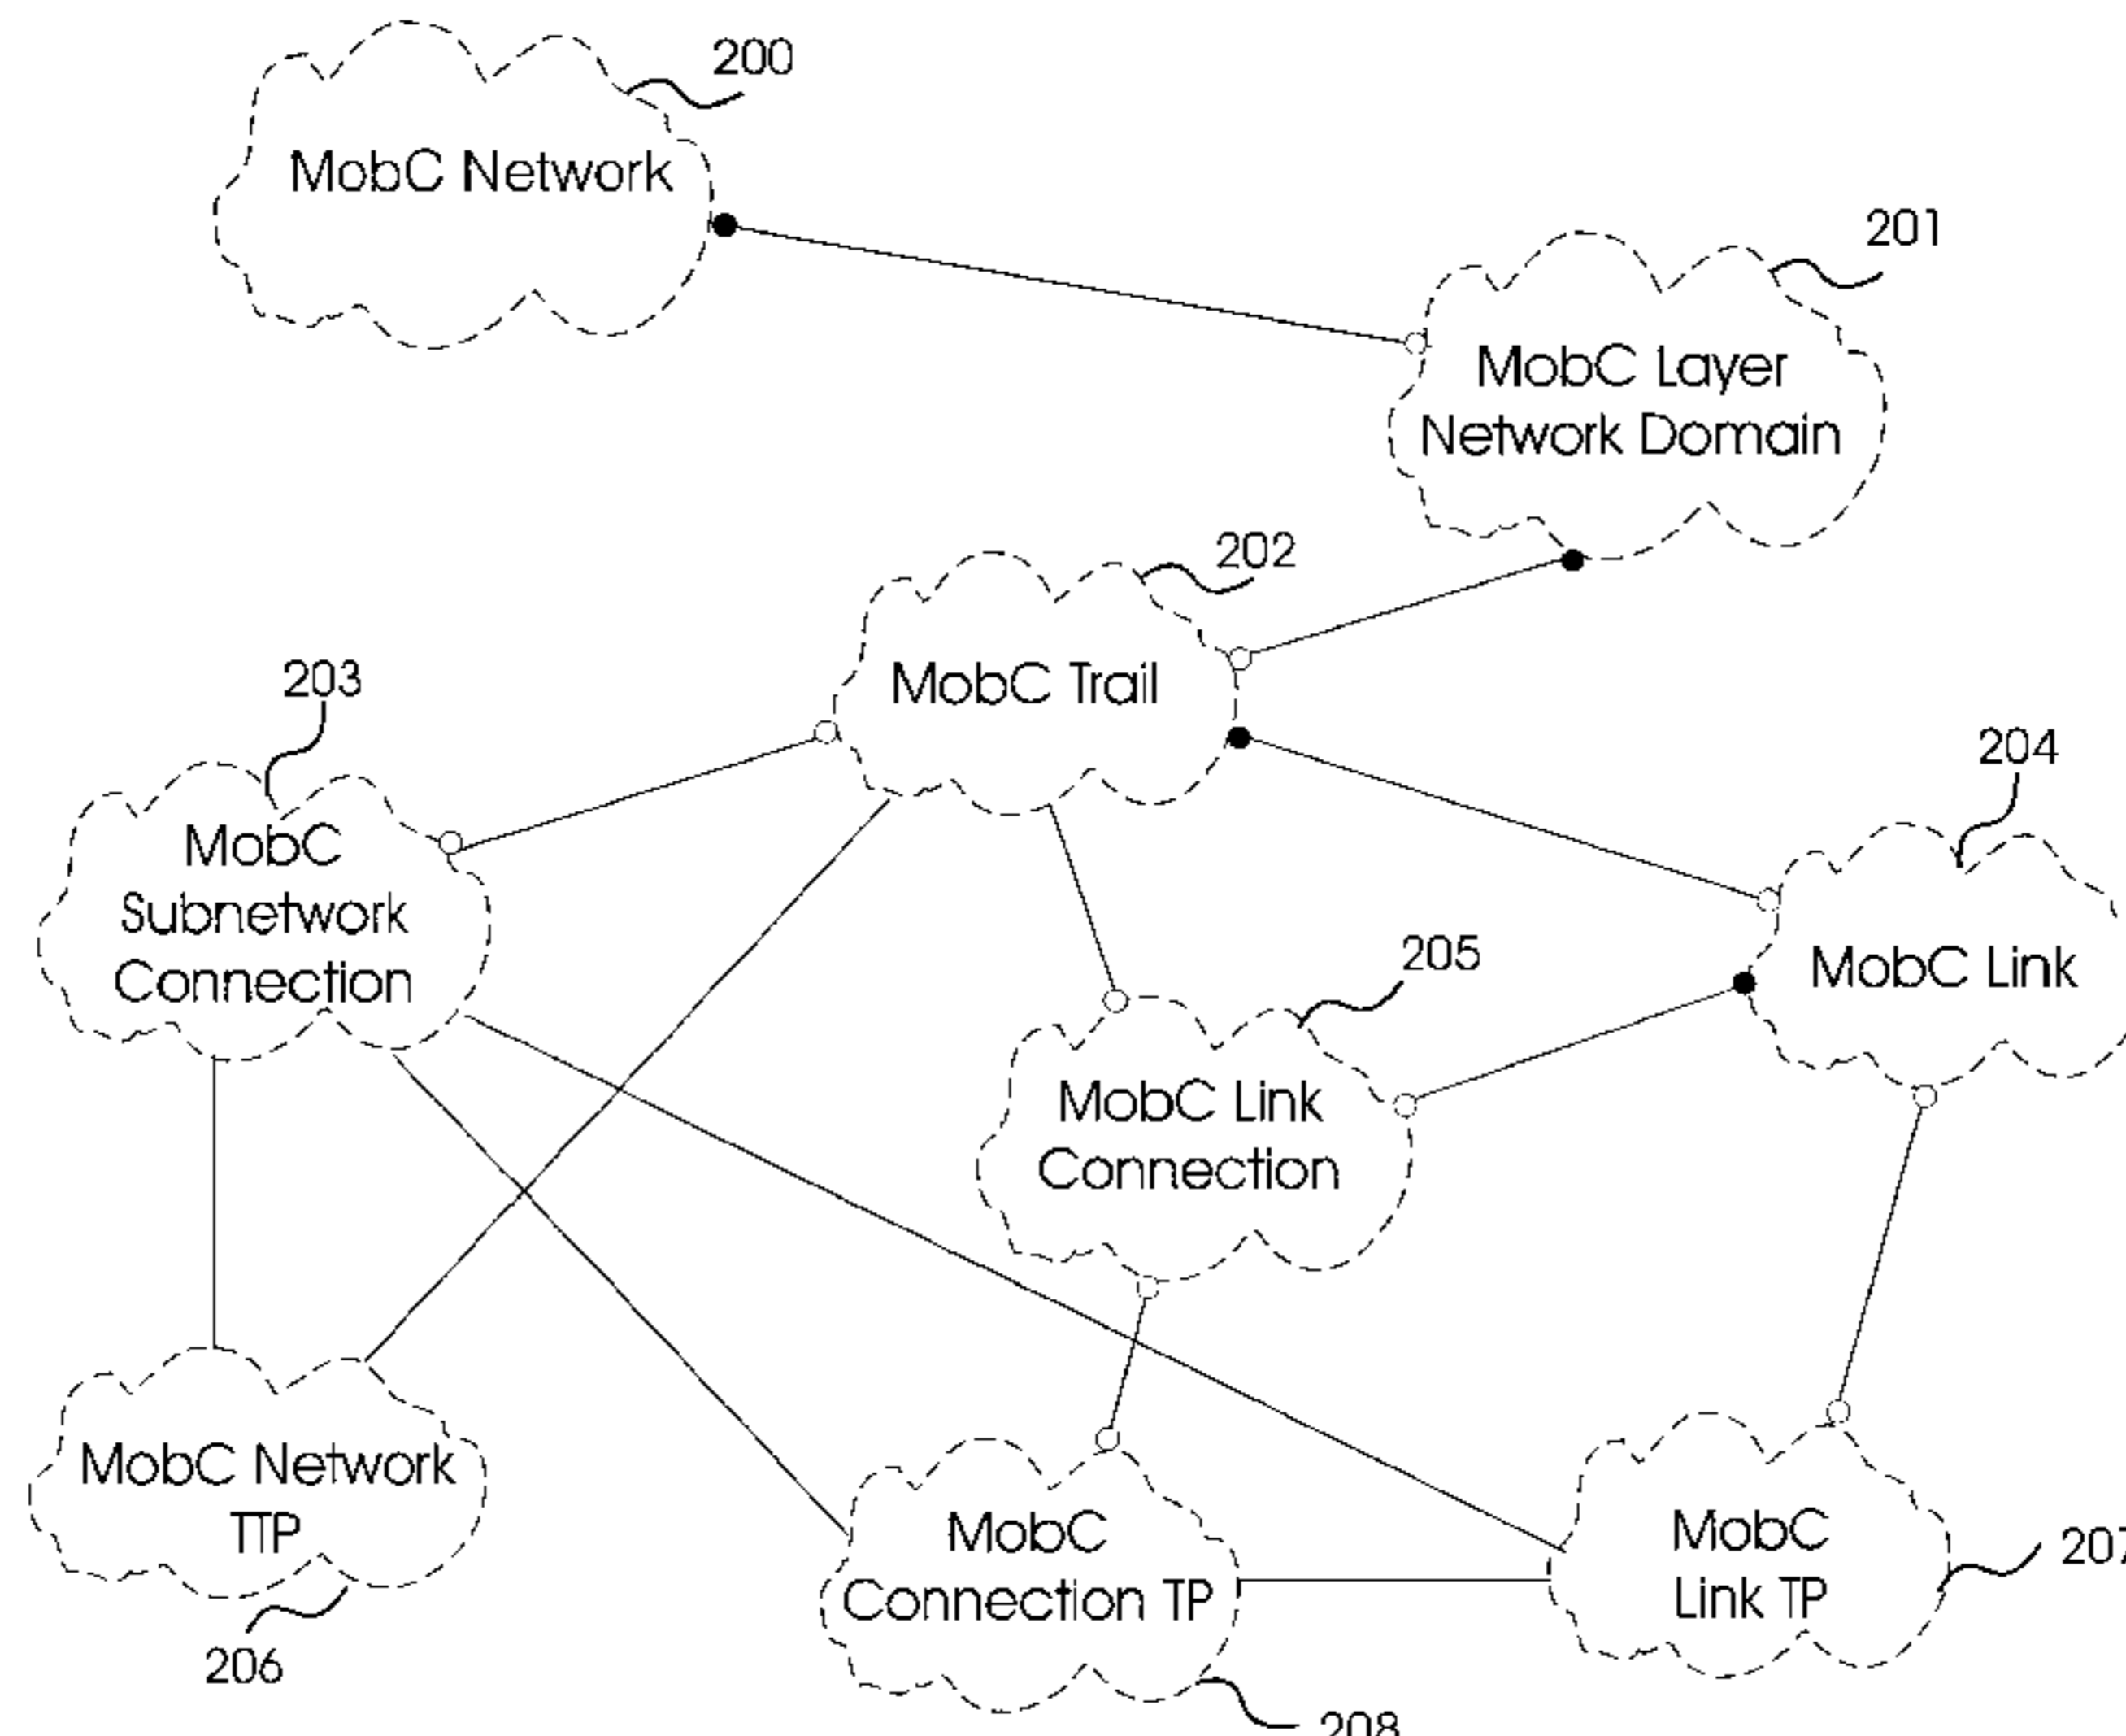 200
MobC Network
201
MobC Layer
Network Domain
202
MobC Trail
203
MobC
Subnetwork
Connection
204
MobC Link
205
MobC Link
Connection
MobC Network
TTP
206
MobC
Connection TP
208
MobC
Link TP
207